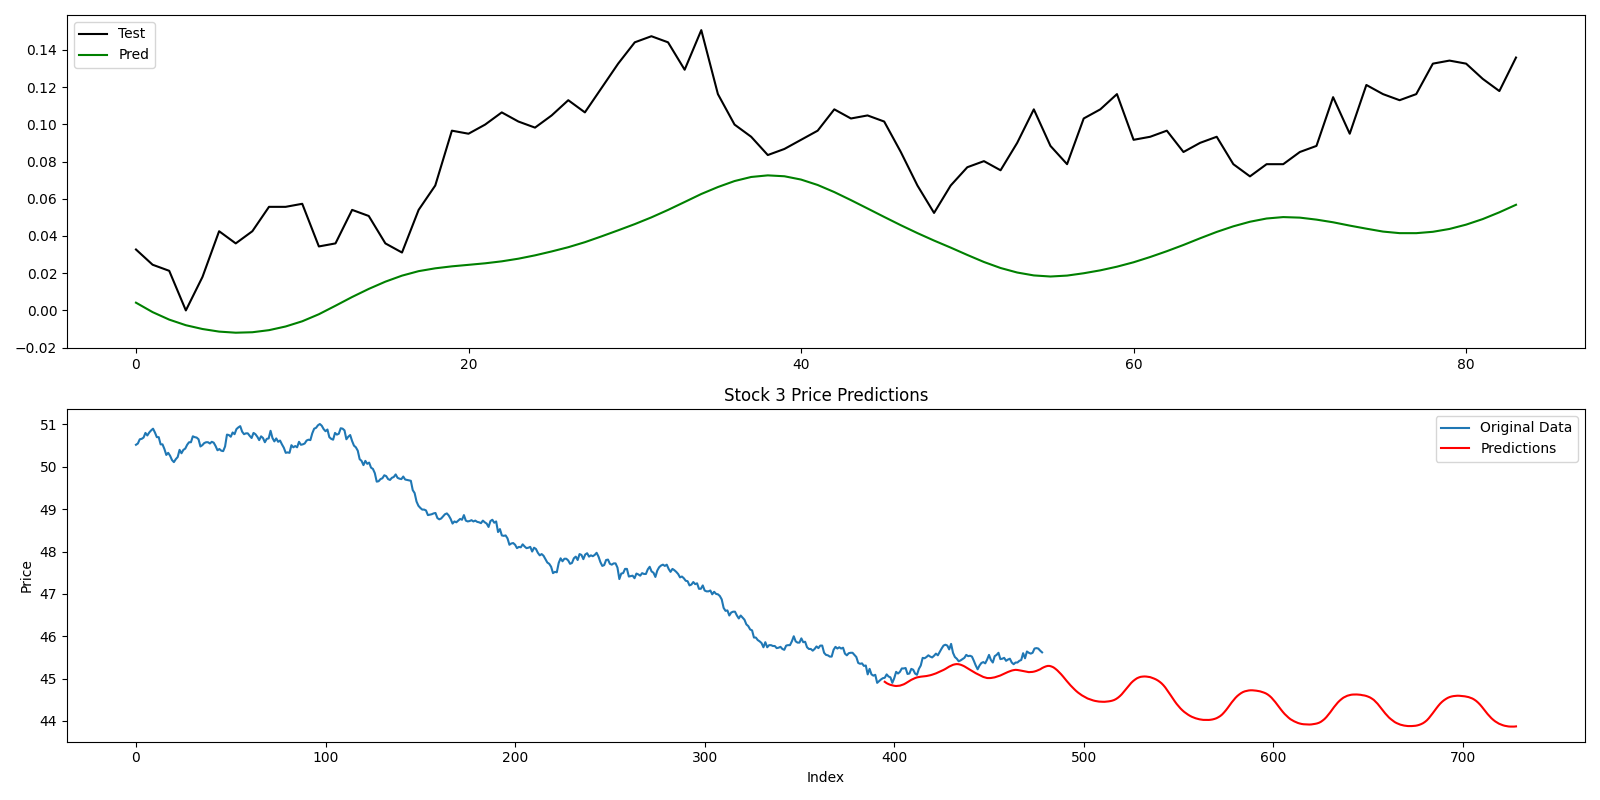 Test
Pred
0.14
0.12
0.10
0.08
0.06
0.04
0.02
0.00
−0.02
0 20 40 60 80
Stock 3 Price Predictions
Original Data
Predictions
51
50
49
48
47
46
45
44
Price
0 100 200 300 400 500 600 700
Index